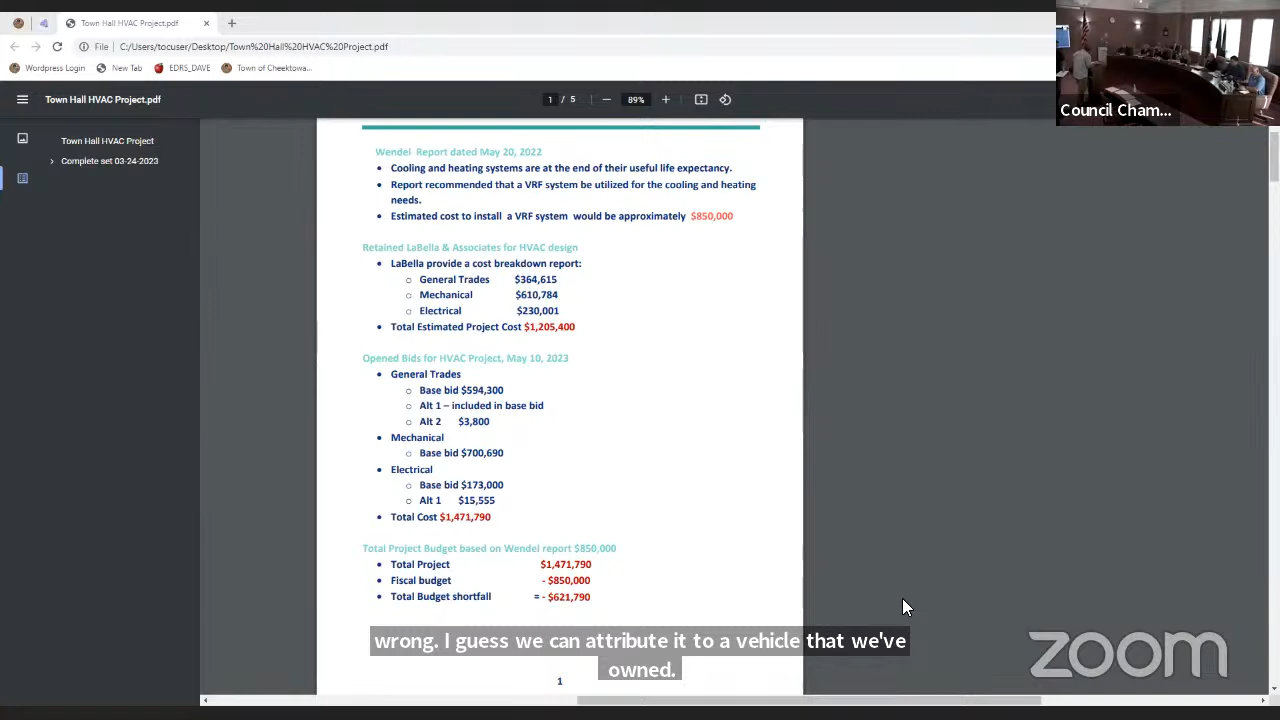 Town Hall HVAC Project.pdf
File C:/Users/tocuser/Desktop/Town%20Hall%20HVAC%20Project.pdf
Wordpress Login New Tab EDRS_DAVE Town of Cheektowa...
Town Hall HVAC Project.pdf 1 / 5 89%
Town Hall HVAC Project
Complete set 03-24-2023
Wendel Report dated May 20, 2022
• Cooling and heating systems are at the end of their useful life expectancy.
• Report recommended that a VRF system be utilized for the cooling and heating
needs.
• Estimated cost to install a VRF system would be approximately $850,000
Retained LaBella & Associates for HVAC design
• LaBella provide a cost breakdown report:
o General Trades $364,615
o Mechanical $610,784
o Electrical $230,001
• Total Estimated Project Cost $1,205,400
Opened Bids for HVAC Project, May 10, 2023
• General Trades
o Base bid $594,300
o Alt 1 – included in base bid
o Alt 2 $3,800
• Mechanical
o Base bid $700,690
• Electrical
o Base bid $173,000
o Alt 1 $15,555
• Total Cost $1,471,790
Total Project Budget based on Wendel report $850,000
• Total Project $1,471,790
• Fiscal budget - $850,000
• Total Budget shortfall = - $621,790
1
wrong. I guess we can attribute it to a vehicle that we've
owned.
Council Cham...
zoom